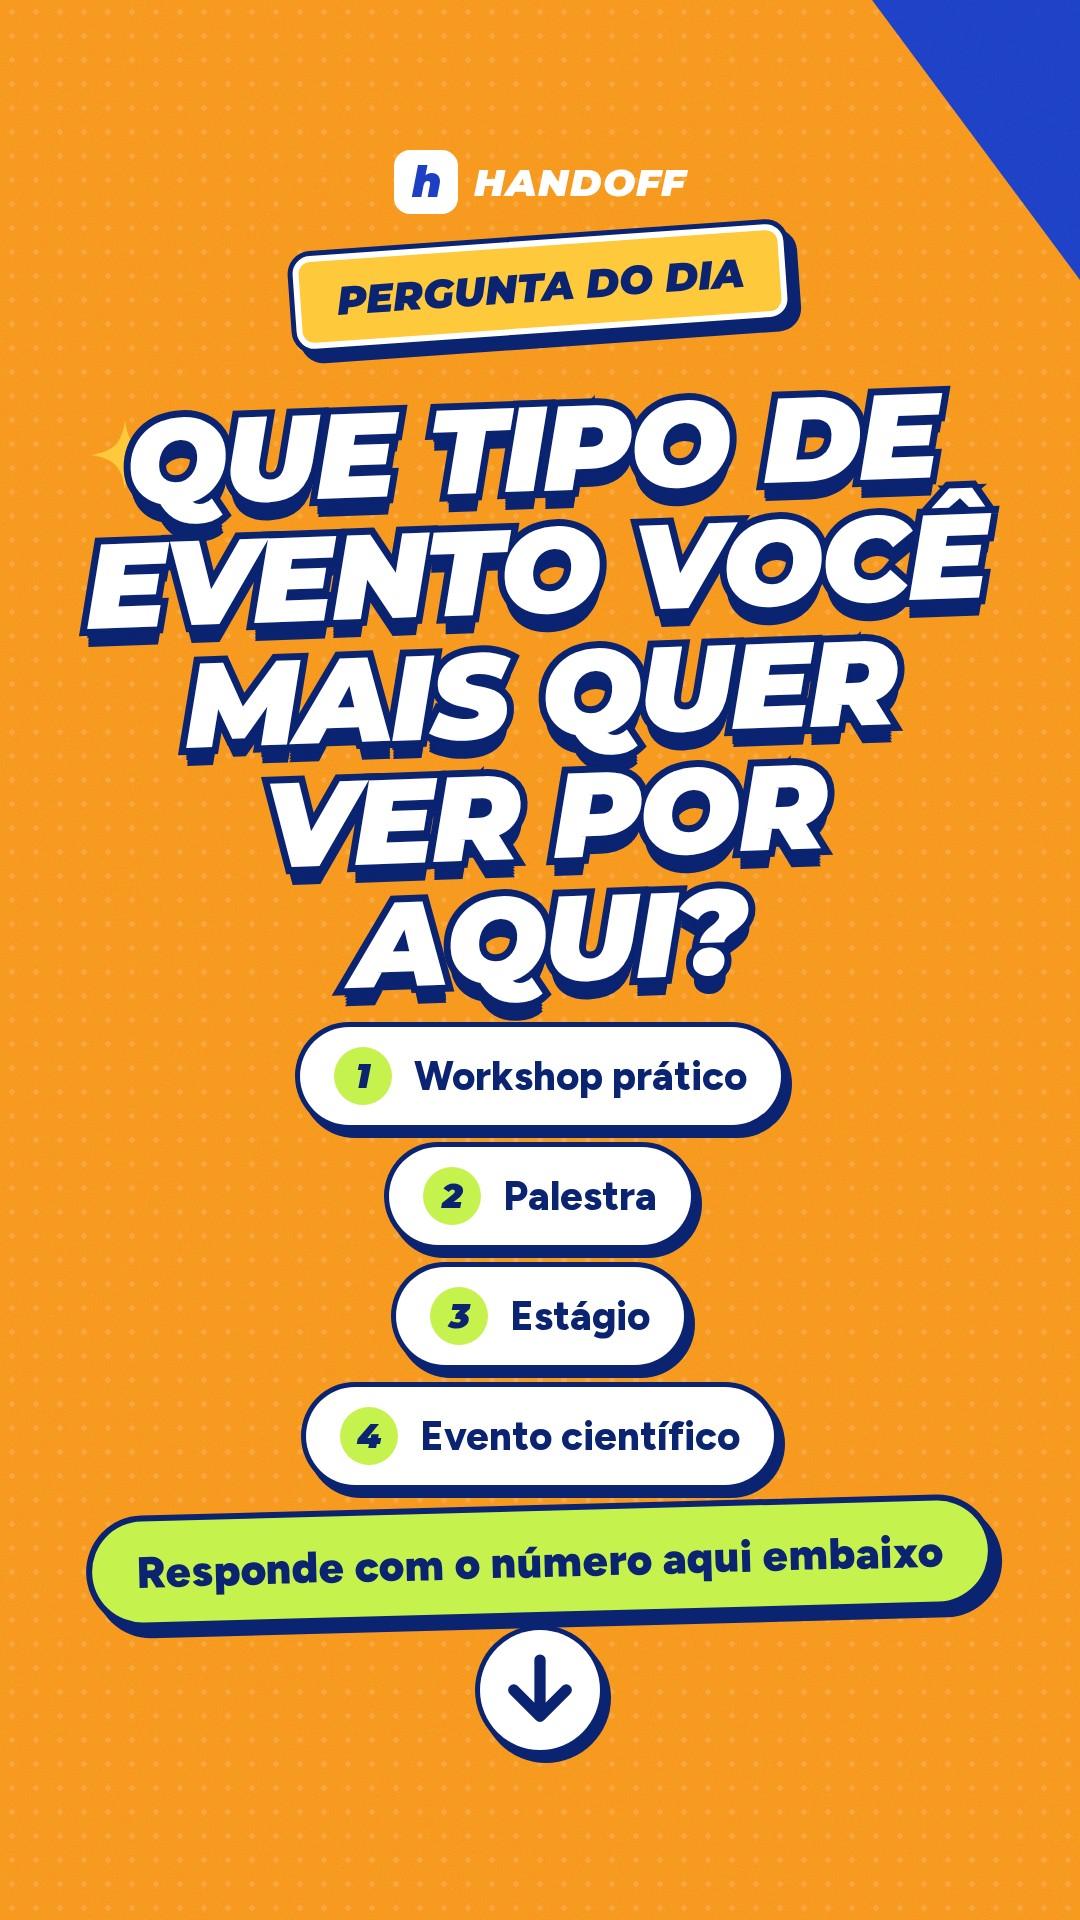 h HANDOFF
PERGUNTA DO DIA
QUE TIPO DE
EVENTO VOCÊ
MAIS QUER
VER POR
AQUI?
1 Workshop prático
2 Palestra
3 Estágio
4 Evento científico
Responde com o número aqui embaixo